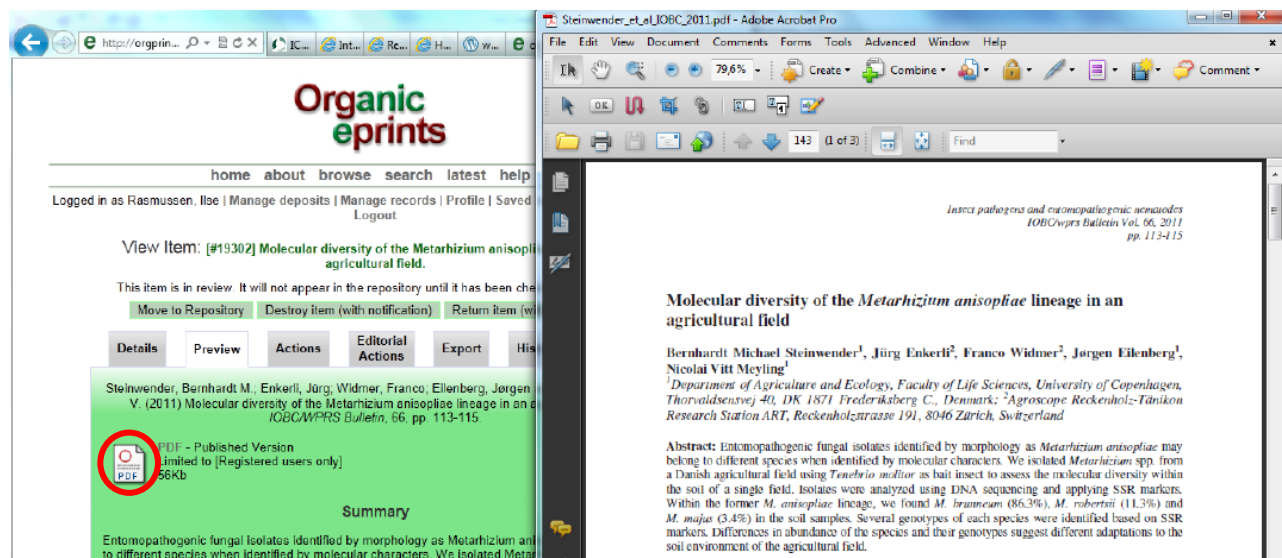 http://orgprin...
IC...
Int...
Re...
H...
w...
Organic
eprints
home about browse search latest help
Logged in as Rasmussen, Ilse | Manage deposits | Manage records | Profile | Saved
Logout
View Item: [#19302] Molecular diversity of the Metarhizium anisopli
agricultural field.
This item is in review. It will not appear in the repository until it has been che
Move to Repository Destroy item (with notification) Return item (wi
Details Preview Actions Editorial Actions Export His
Steinwender, Bernhardt M.; Enkerli, Jürg; Widmer, Franco; Eilenberg, Jørgen
V. (2011) Molecular diversity of the Metarhizium anisopliae lineage in an a
IOBC/WPRS Bulletin, 66, pp. 113-115.
PDF
PDF - Published Version
Limited to [Registered users only]
56Kb
Summary
Entomopathogenic fungal isolates identified by morphology as Metarhizium ani
to different species when identified by molecular characters. We isolated Metar
Steinwender_et_al_IOBC_2011.pdf - Adobe Acrobat Pro
File Edit View Document Comments Forms Tools Advanced Window Help
79,6% Create Combine Comment
OK
143 (1 of 3) Find
Insect pathogens and entomopathogenic nematodes
IOBC/wprs Bulletin Vol. 66, 2011
pp. 113-115
Molecular diversity of the Metarhizium anisopliae lineage in an
agricultural field
Bernhardt Michael Steinwender1, Jürg Enkerli2, Franco Widmer2, Jørgen Eilenberg1,
Nicolai Vitt Meyling1
1Department of Agriculture and Ecology, Faculty of Life Sciences, University of Copenhagen,
Thorvaldsensvej 40, DK 1871 Frederiksberg C., Denmark; 2Agroscope Reckenholz-Tänikon
Research Station ART, Reckenholzstrasse 191, 8046 Zürich, Switzerland
Abstract: Entomopathogenic fungal isolates identified by morphology as Metarhizium anisopliae may
belong to different species when identified by molecular characters. We isolated Metarhizium spp. from
a Danish agricultural field using Tenebrio molitor as bait insect to assess the molecular diversity within
the soil of a single field. Isolates were analyzed using DNA sequencing and applying SSR markers.
Within the former M. anisopliae lineage, we found M. brunneum (86.3%), M. robertsii (11.3%) and
M. majus (3.4%) in the soil samples. Several genotypes of each species were identified based on SSR
markers. Differences in abundance of the species and their genotypes suggest different adaptations to the
soil environment of the agricultural field.